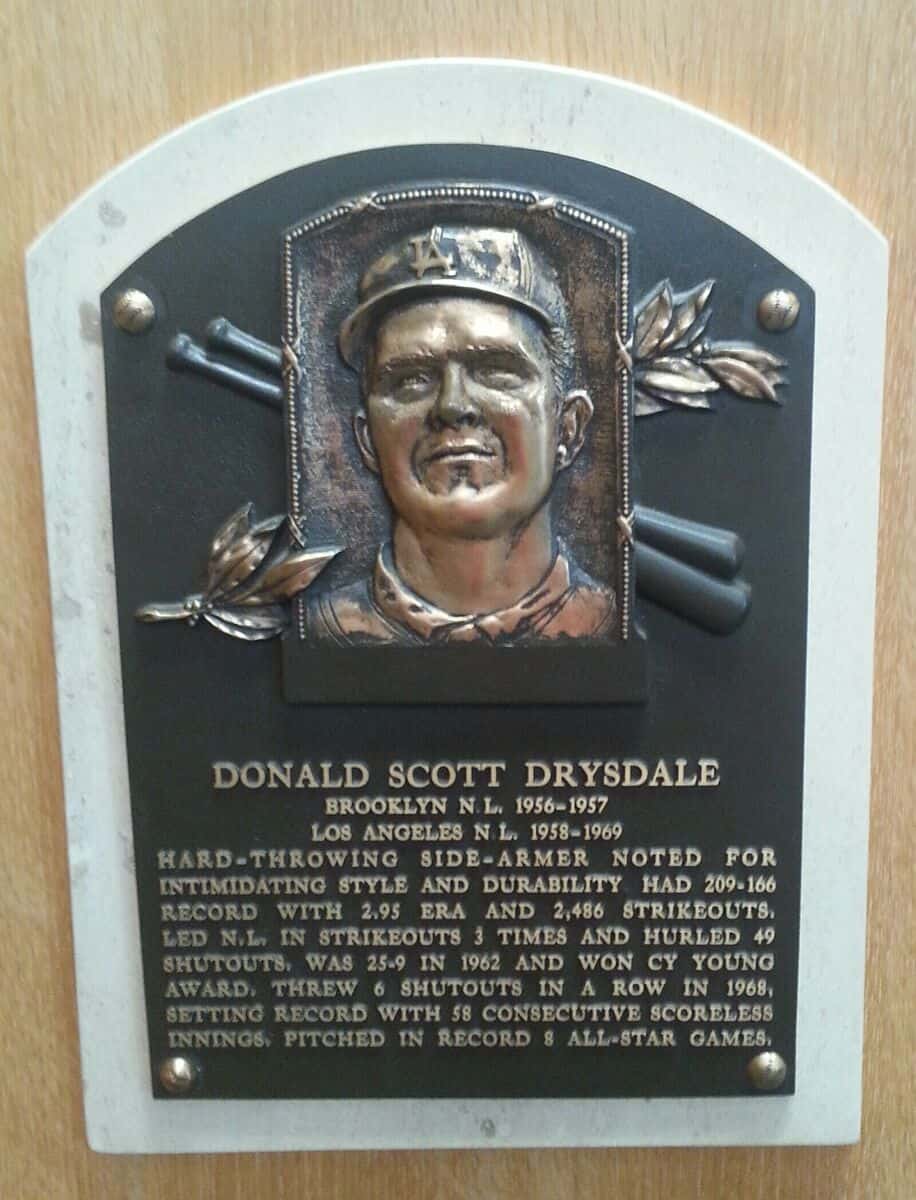 LA
DONALD SCOTT DRYSDALE
BROOKLYN N.L. 1956-1957
LOS ANGELES N.L. 1958-1969
HARD-THROWING SIDE-ARMER NOTED FOR
INTIMIDATING STYLE AND DURABILITY HAD 209-166
RECORD WITH 2.95 ERA AND 2,486 STRIKEOUTS.
LED N.L. IN STRIKEOUTS 3 TIMES AND HURLED 49
SHUTOUTS. WAS 25-9 IN 1962 AND WON CY YOUNG
AWARD. THREW 6 SHUTOUTS IN A ROW IN 1968,
SETTING RECORD WITH 58 CONSECUTIVE SCORELESS
INNINGS. PITCHED IN RECORD 8 ALL-STAR GAMES.